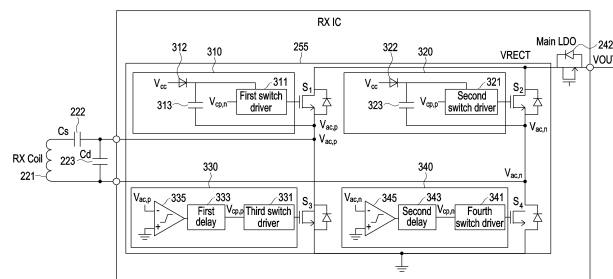 RX IC
Main LDO 242
VOUT
312 310 255 322 320 VRECT
Vcc 311 S1 Vcc 321 S2
313 Vcp,n First switch driver 323 Vcp,p Second switch driver
Vac,p Vac,n
Vac,p
222
Cs
Cd
RX Coil 223
221
Vac,n
330 340
Vac,p 335 333 331 S3 Vac,n 345 343 341 S4
First delay Vcp,p Third switch driver Second delay Vcp,n Fourth switch driver